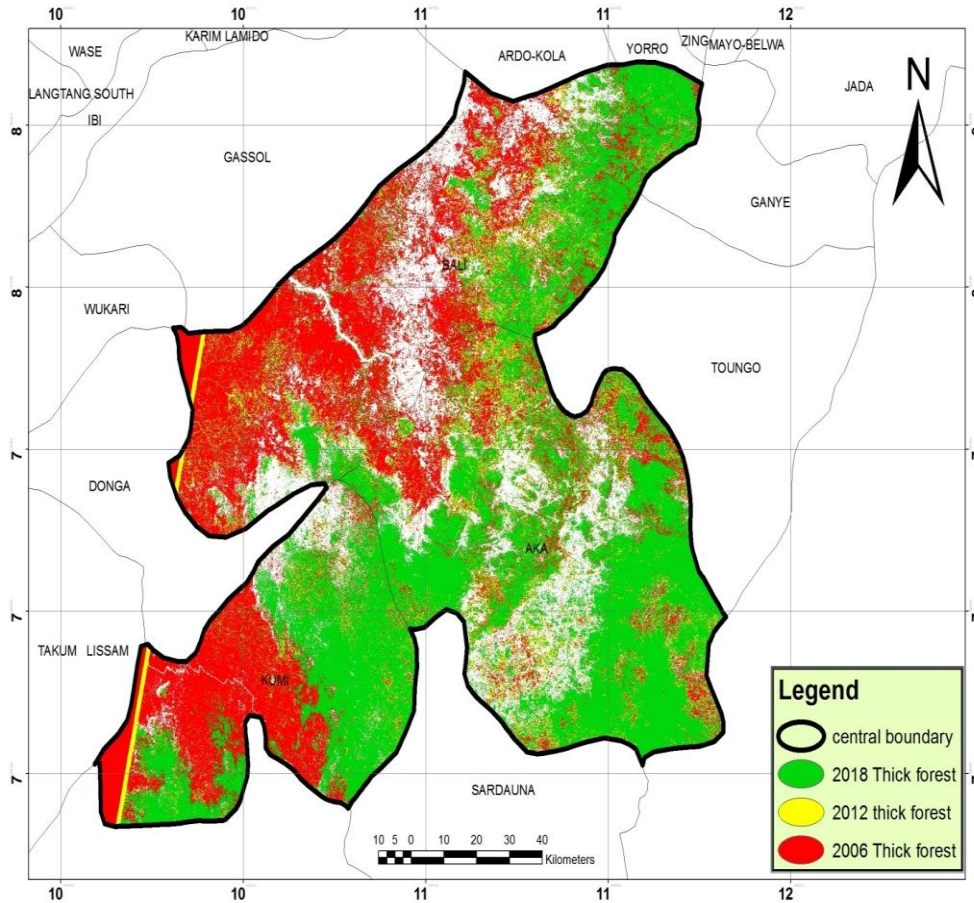 10 10 11 11 12
KARIM LAMIDO
ZING
WASE
ARDO-KOLA
YORRO
MAYO-BELWA
N
JADA
LANGTANG SOUTH
IBI
8
GASSOL
GANYE
BALI
8
WUKARI
TOUNGO
7
DONGA
AKA
7
TAKUM LISSAM
KUMI
Legend
central boundary
2018 Thick forest
2012 thick forest
2006 Thick forest
7
SARDAUNA
10 5 0 10 20 30 40
Kilometers
10 10 11 11 12